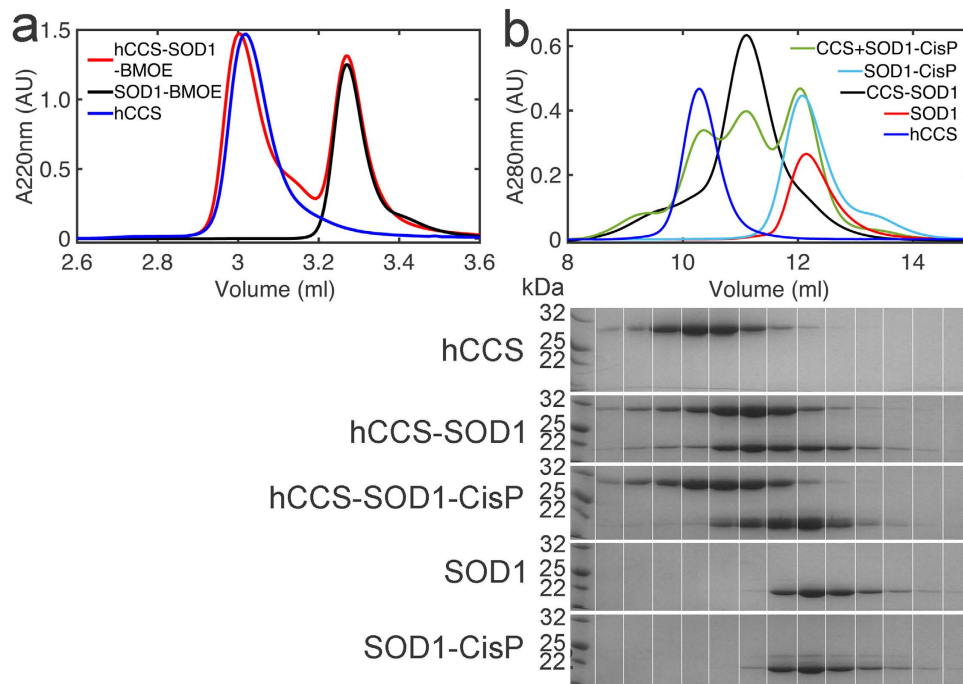 a
1.5
1.0
0.5
0
A220nm (AU)
hCCS-SOD1
-BMOE
SOD1-BMOE
hCCS
2.6 2.8 3 3.2 3.4 3.6
Volume (ml)
b
0.6
0.4
0.2
0
A280nm (AU)
CCS+SOD1-CisP
SOD1-CisP
CCS-SOD1
SOD1
hCCS
8 10 12 14
Volume (ml)
kDa
hCCS
32
25
22
hCCS-SOD1
32
25
22
hCCS-SOD1-CisP
32
25
22
SOD1
32
25
22
SOD1-CisP
32
25
22